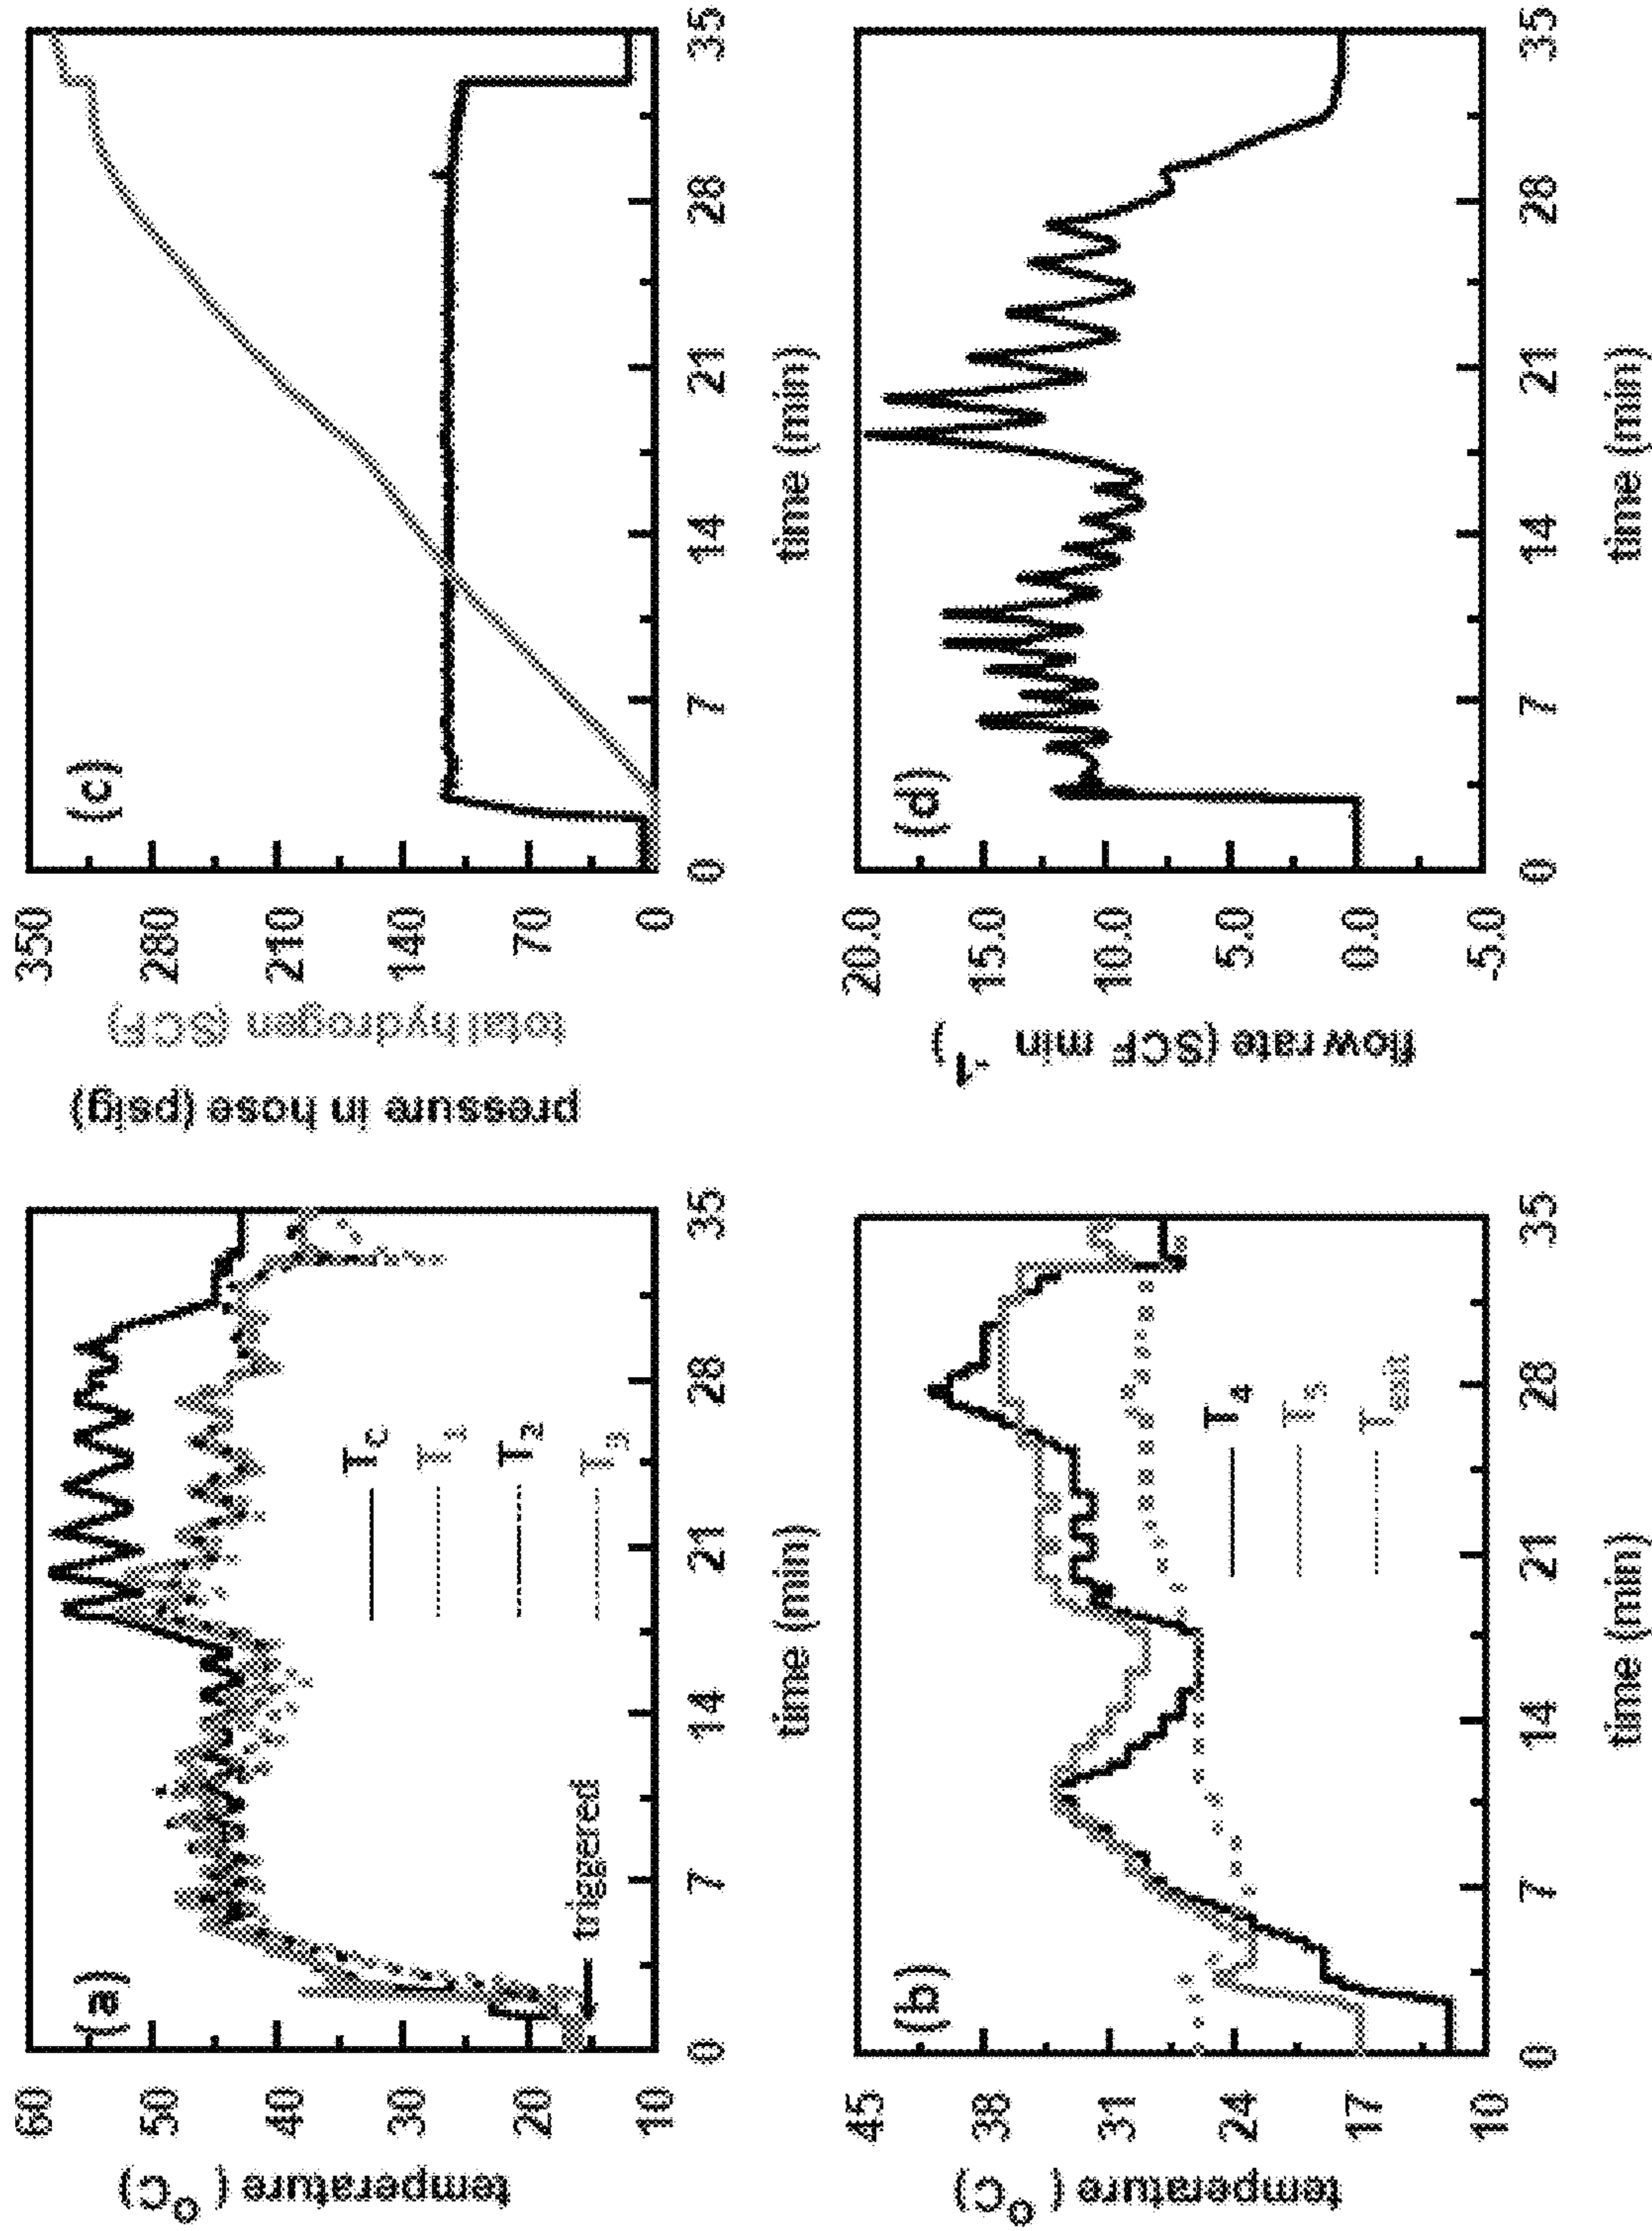 (a)
temperature (°C)
60
50
40
30
20
10
T_C
T_1
T_2
T_3
triggered
0 7 14 21 28 35
time (min)
(c)
pressure in hose (psig)
total hydrogen (SCF)
350
280
210
140
70
0
0 7 14 21 28 35
time (min)
(b)
temperature (°C)
45
38
31
24
17
10
T_4
T_5
T_exit
0 7 14 21 28 35
time (min)
(d)
flow rate (SCF min⁻¹)
20.0
15.0
10.0
5.0
0.0
-5.0
0 7 14 21 28 35
time (min)